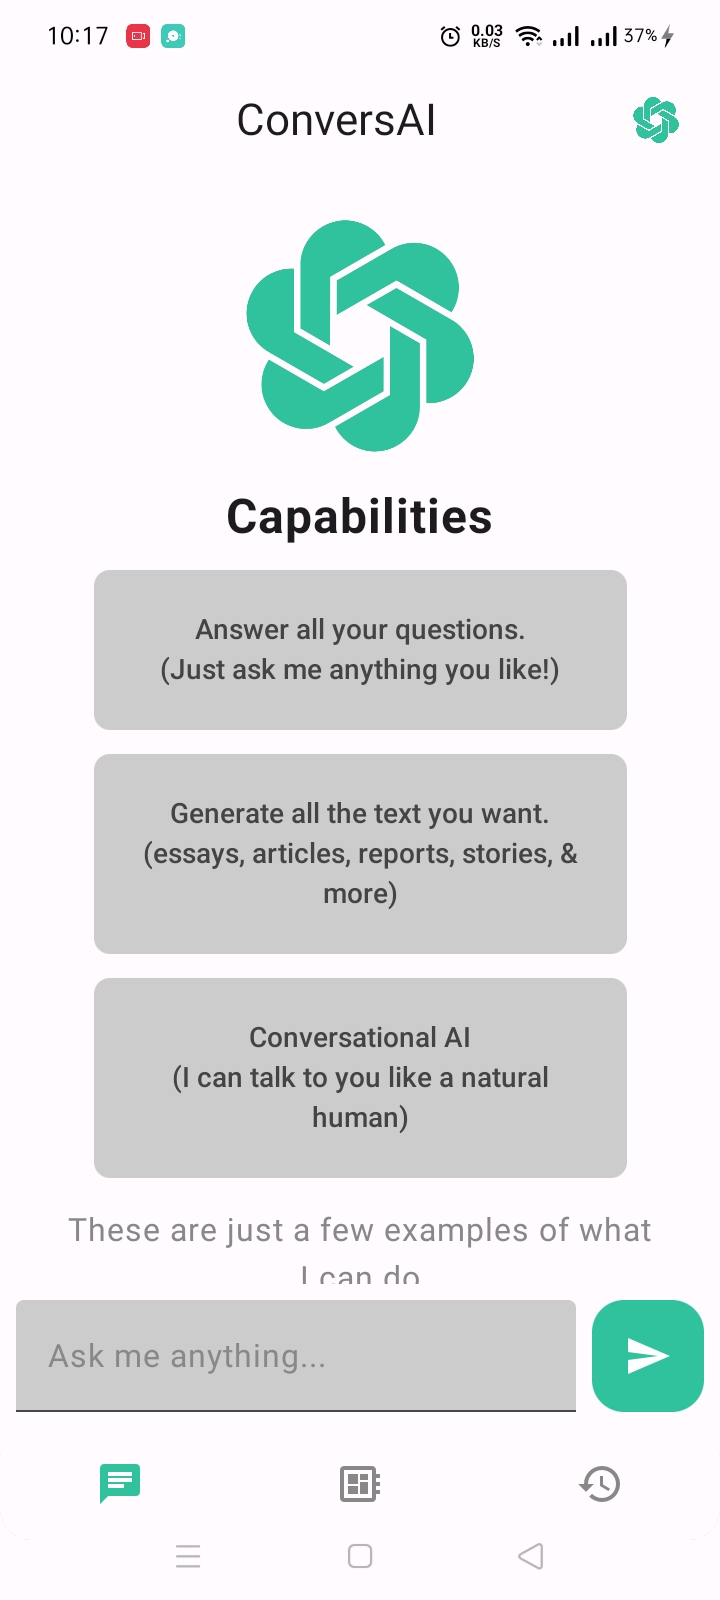 10:17
0.03
KB/S
37%
ConversAI
Capabilities
Answer all your questions.
(Just ask me anything you like!)
Generate all the text you want.
(essays, articles, reports, stories, &
more)
Conversational AI
(I can talk to you like a natural
human)
These are just a few examples of what
I can do
Ask me anything...